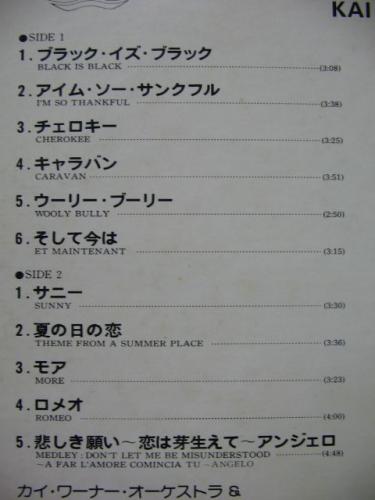 KAI
●SIDE 1
1.ブラック・イズ・ブラック
BLACK IS BLACK (3:08)
2.アイム・ソー・サンクフル
I'M SO THANKFUL (3:38)
3.チェロキー
CHEROKEE (3:25)
4.キャラバン
CARAVAN (3:51)
5.ウーリー・ブーリー
WOOLY BULLY (2:50)
6.そして今は
ET MAINTENANT (3:15)
●SIDE 2
1.サニー
SUNNY (3:30)
2.夏の日の恋
THEME FROM A SUMMER PLACE (3:36)
3.モア
MORE (3:23)
4.ロメオ
ROMEO (4:00)
5.悲しき願い〜恋は芽生えて〜アンジェロ
MEDLEY : DON'T LET ME BE MISUNDERSTOOD (4:48)
〜A FAR L'AMORE COMINCIA TU〜ANGELO
カイ・ワーナー・オーケストラ &